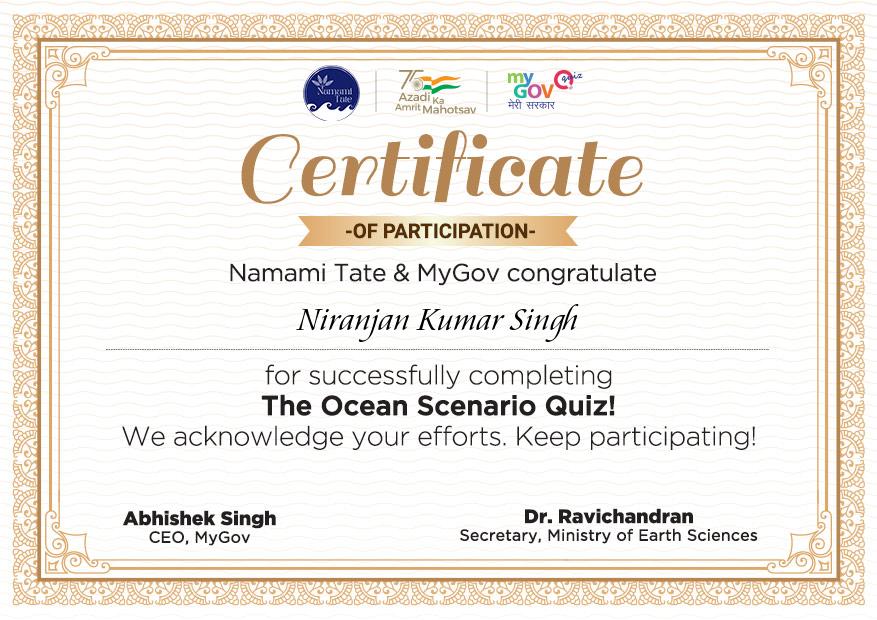 Namami
Tate
75
Azadi Ka
Amrit Mahotsav
my
GOV
quiz
मेरी सरकार
Certificate
-OF PARTICIPATION-
Namami Tate & MyGov congratulate
Niranjan Kumar Singh
for successfully completing
The Ocean Scenario Quiz!
We acknowledge your efforts. Keep participating!
Abhishek Singh
CEO, MyGov
Dr. Ravichandran
Secretary, Ministry of Earth Sciences